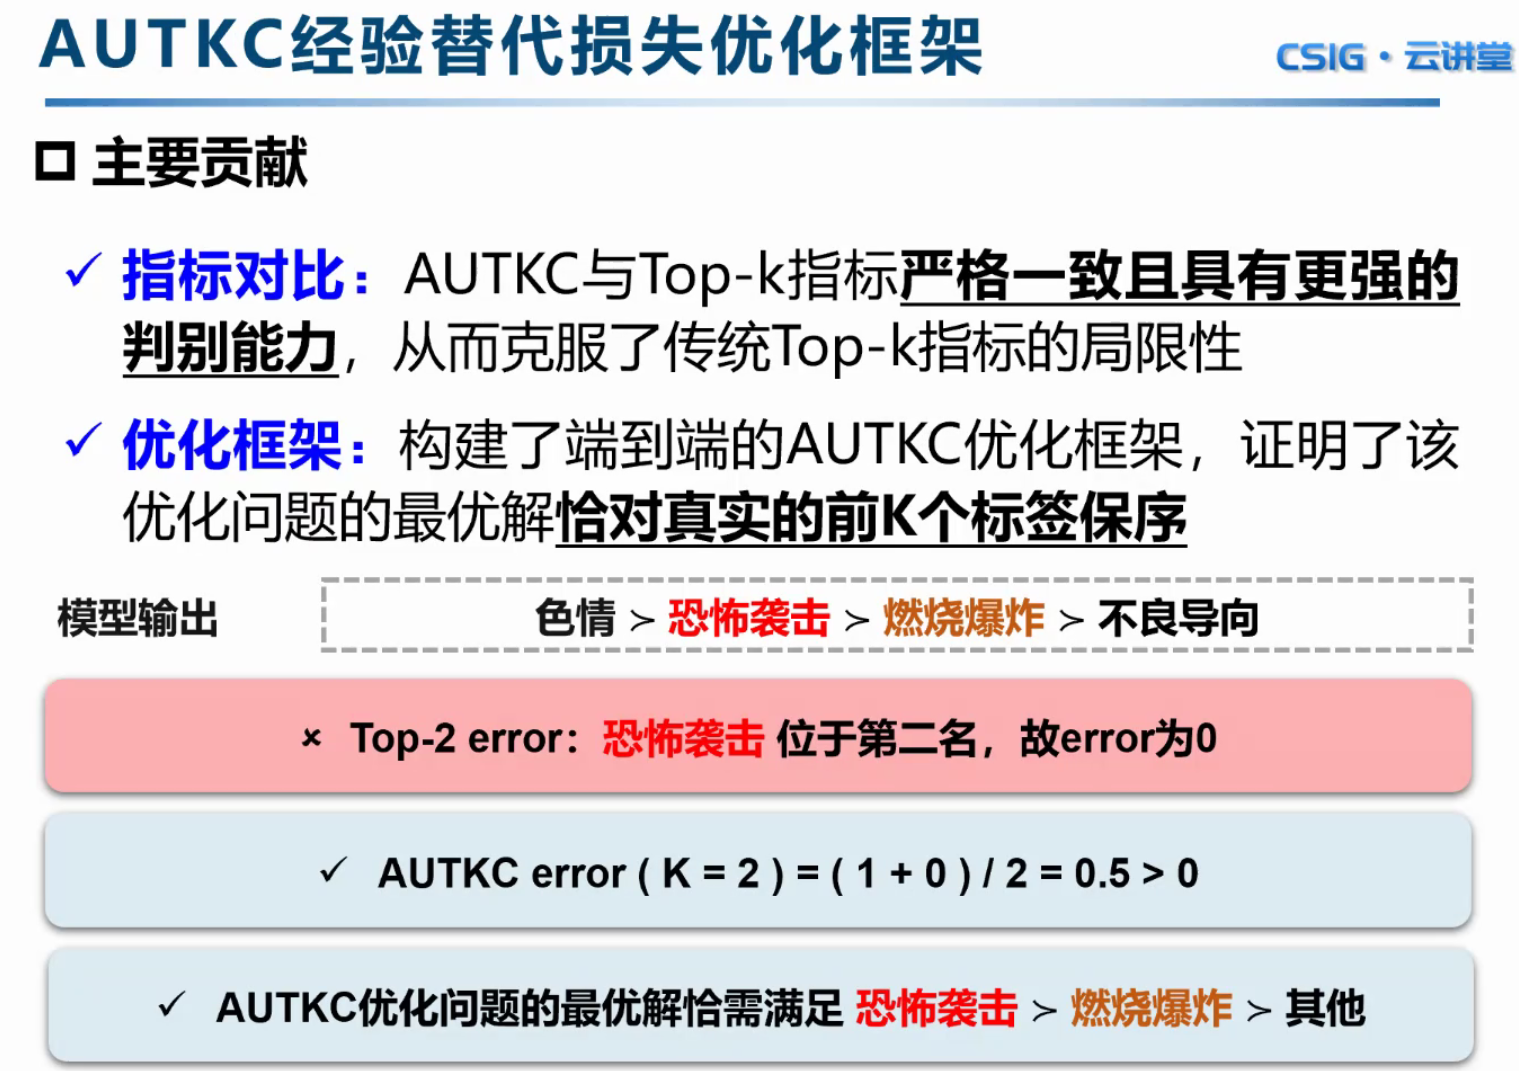 AUTKC经验替代损失优化框架
CSIG·云讲堂
主要贡献
✓ 指标对比：AUTKC与Top-k指标严格一致且具有更强的
判别能力，从而克服了传统Top-k指标的局限性
✓ 优化框架：构建了端到端的AUTKC优化框架，证明了该
优化问题的最优解恰对真实的前K个标签保序
模型输出 色情 ≻ 恐怖袭击 ≻ 燃烧爆炸 ≻ 不良导向
× Top-2 error：恐怖袭击 位于第二名，故error为0
✓ AUTKC error ( K = 2 ) = ( 1 + 0 ) / 2 = 0.5 > 0
✓ AUTKC优化问题的最优解恰需满足 恐怖袭击 ≻ 燃烧爆炸 ≻ 其他